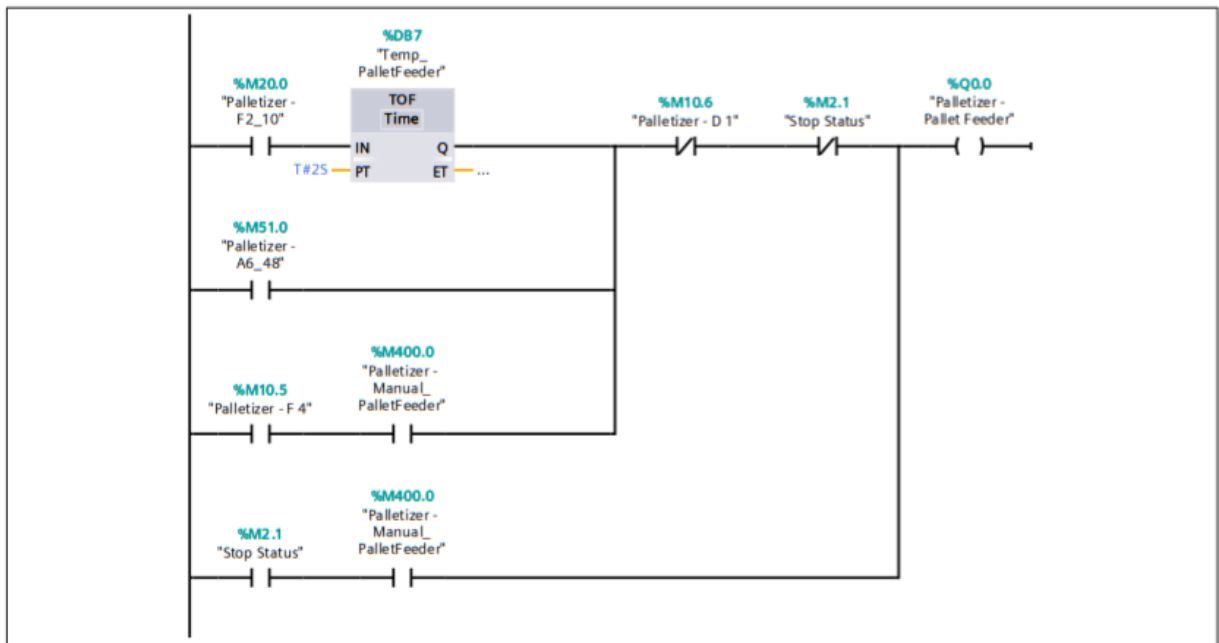 %DB7
"Temp_
PalletFeeder"
%M20.0
"Palletizer -
F2_10"
TOF
Time
%M10.6
"Palletizer - D 1"
%M2.1
"Stop Status"
%Q0.0
"Palletizer -
Pallet Feeder"
IN
Q
T#2S
PT
ET
...
%M51.0
"Palletizer -
A6_48"
%M10.5
"Palletizer - F 4"
%M400.0
"Palletizer -
Manual_
PalletFeeder"
%M2.1
"Stop Status"
%M400.0
"Palletizer -
Manual_
PalletFeeder"